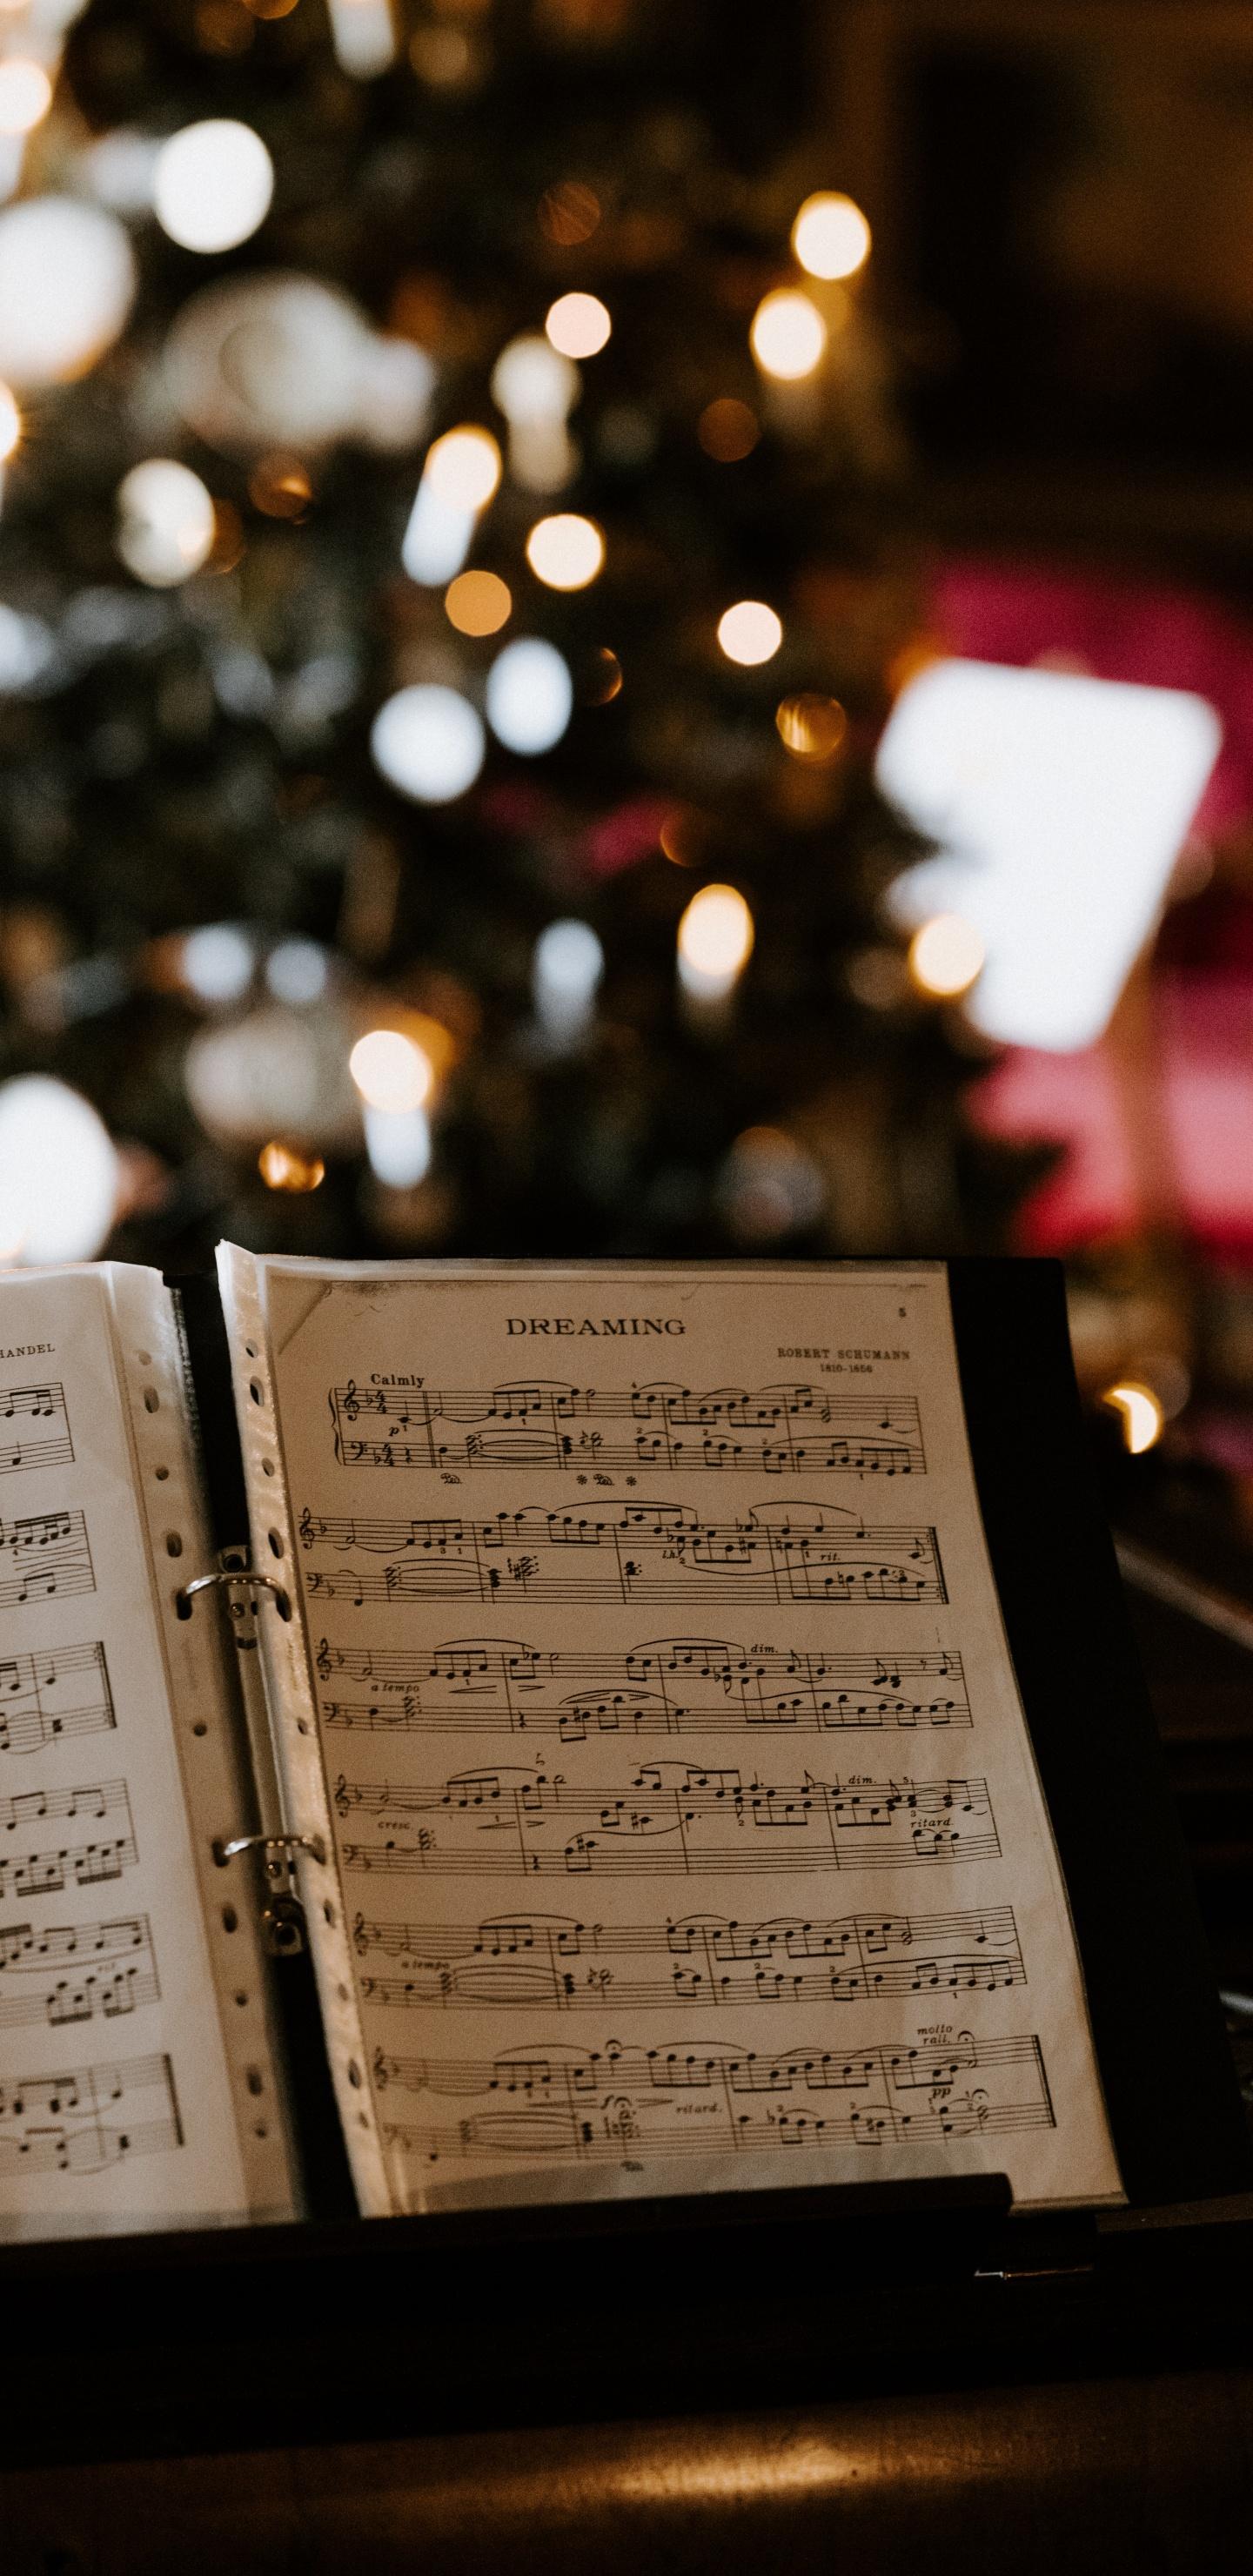 HANDEL
DREAMING
5
ROBERT SCHUMANN
1810-1856
Calmly
p
l.h.
rit.
dim.
a tempo
dim.
cresc.
ritard.
a tempo
molto
rall.
pp
ritard.